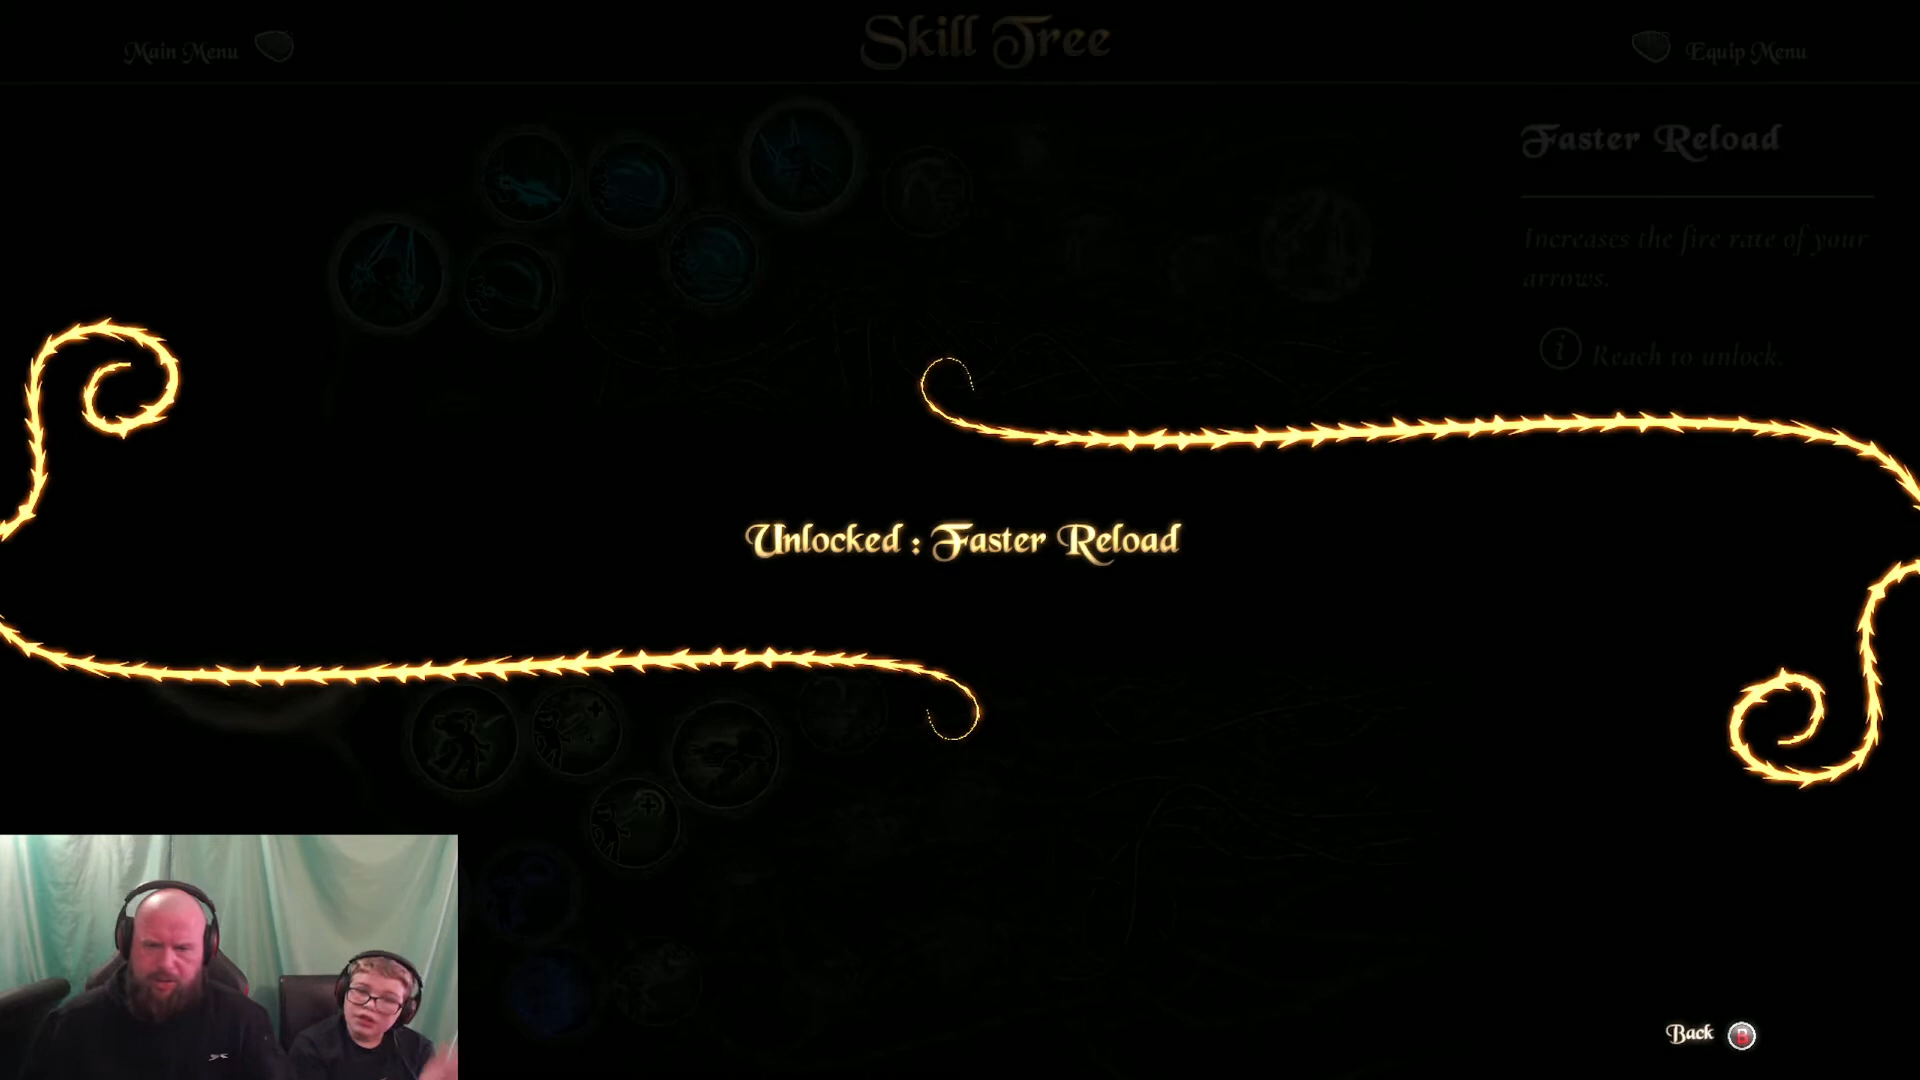 Main Menu
Skill Tree
Equip Menu
Faster Reload
Increases the fire rate of your
arrows.
i Reach to unlock.
Unlocked : Faster Reload
Back B